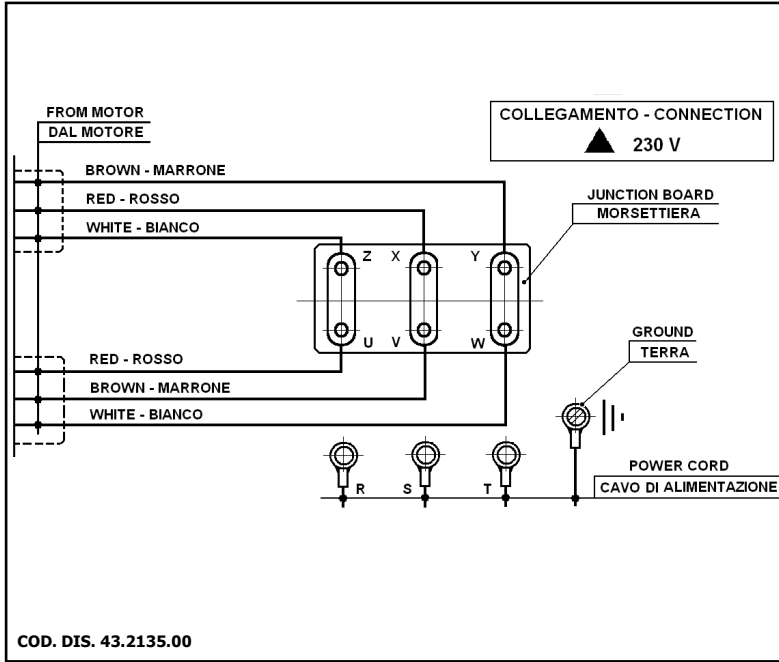 FROM MOTOR
DAL MOTORE
COLLEGAMENTO - CONNECTION
230 V
BROWN - MARRONE
RED - ROSSO
WHITE - BIANCO
JUNCTION BOARD
MORSETTIERA
Z X Y
U V W
RED - ROSSO
BROWN - MARRONE
WHITE - BIANCO
GROUND
TERRA
R S T
POWER CORD
CAVO DI ALIMENTAZIONE
COD. DIS. 43.2135.00